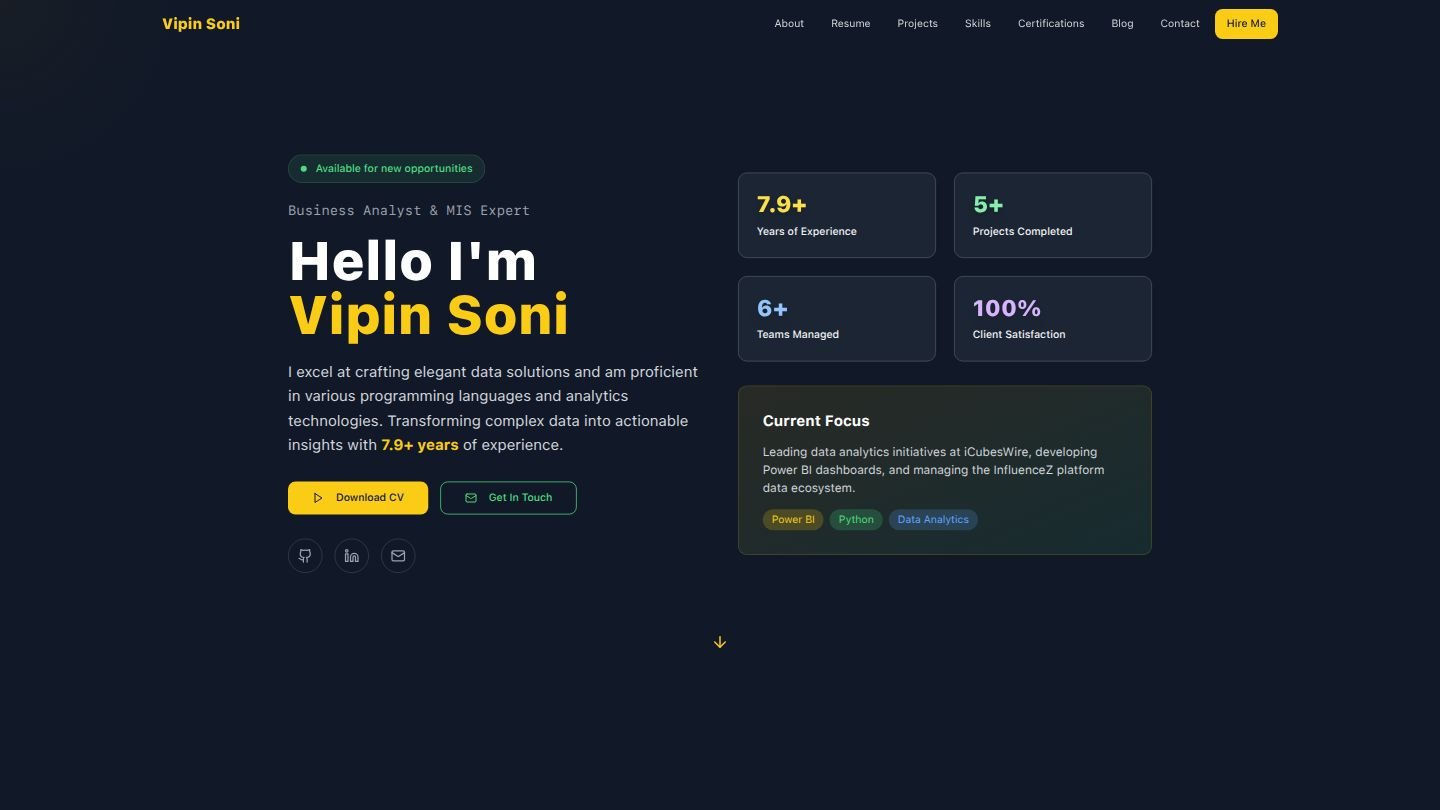 Vipin Soni
About
Resume
Projects
Skills
Certifications
Blog
Contact
Hire Me
Available for new opportunities
Business Analyst & MIS Expert
Hello I'm
Vipin Soni
I excel at crafting elegant data solutions and am proficient
in various programming languages and analytics
technologies. Transforming complex data into actionable
insights with 7.9+ years of experience.
Download CV
Get In Touch
7.9+
Years of Experience
5+
Projects Completed
6+
Teams Managed
100%
Client Satisfaction
Current Focus
Leading data analytics initiatives at iCubesWire, developing
Power BI dashboards, and managing the InfluenceZ platform
data ecosystem.
Power BI
Python
Data Analytics